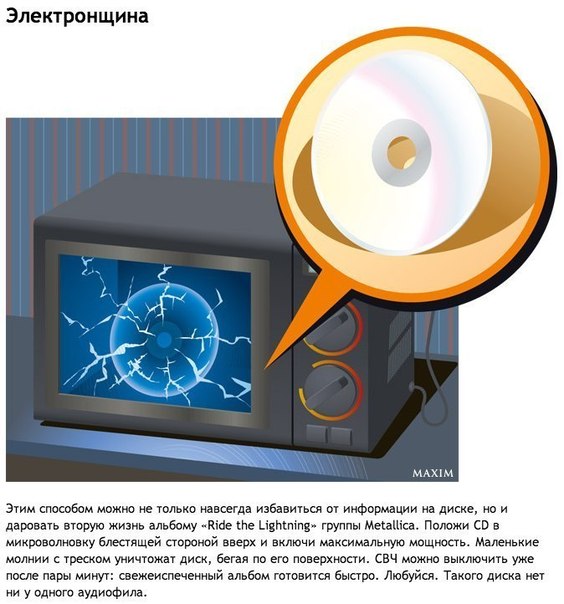 Электронщина
MAXIM
Этим способом можно не только навсегда избавиться от информации на диске, но и
даровать вторую жизнь альбому «Ride the Lightning» группы Metallica. Положи CD в
микроволновку блестящей стороной вверх и включи максимальную мощность. Маленькие
молнии с треском уничтожат диск, бегая по его поверхности. СВЧ можно выключить уже
после пары минут: свежеиспеченный альбом готовится быстро. Любуйся. Такого диска нет
ни у одного аудиофила.